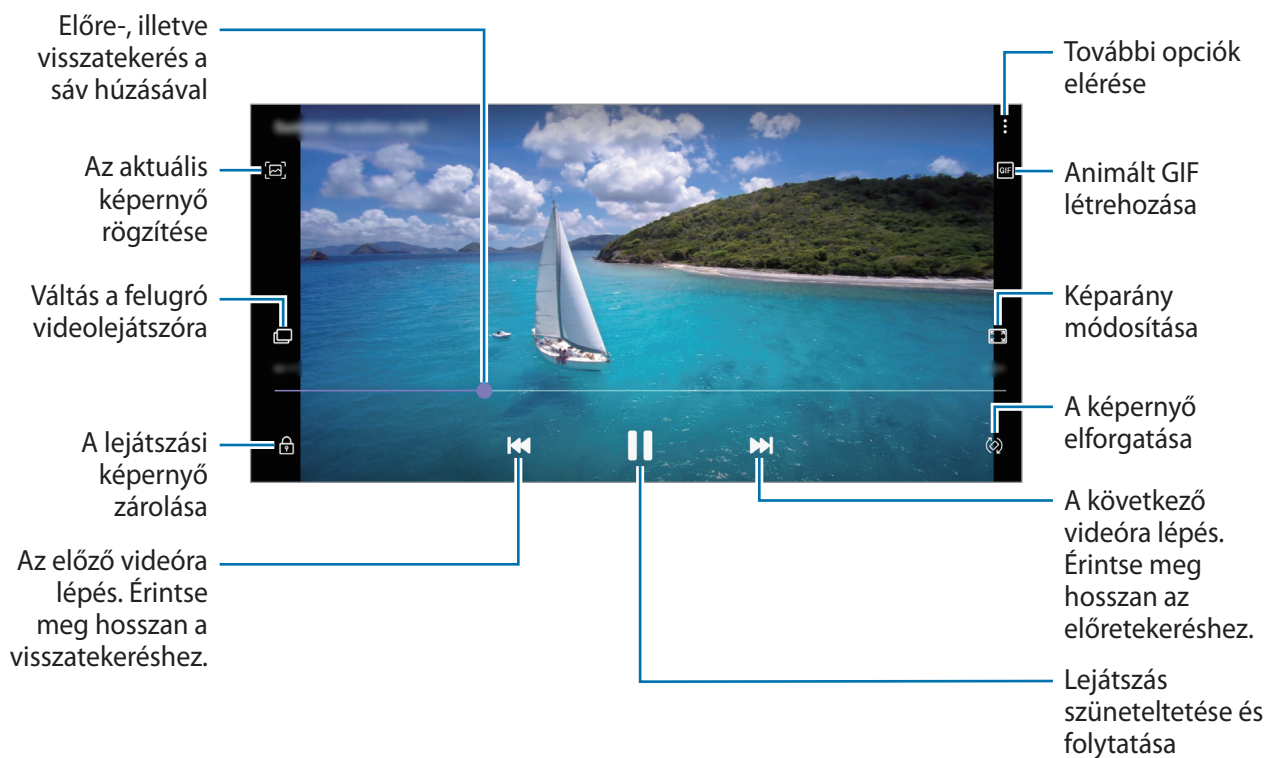 Előre-, illetve
visszatekerés a
sáv húzásával
Az aktuális
képernyő
rögzítése
Váltás a felugró
videolejátszóra
A lejátszási
képernyő
zárolása
Az előző videóra
lépés. Érintse
meg hosszan a
visszatekeréshez.
További opciók
elérése
GIF
Animált GIF
létrehozása
Képarány
módosítása
A képernyő
elforgatása
A következő
videóra lépés.
Érintse meg
hosszan az
előretekeréshez.
Lejátszás
szüneteltetése és
folytatása